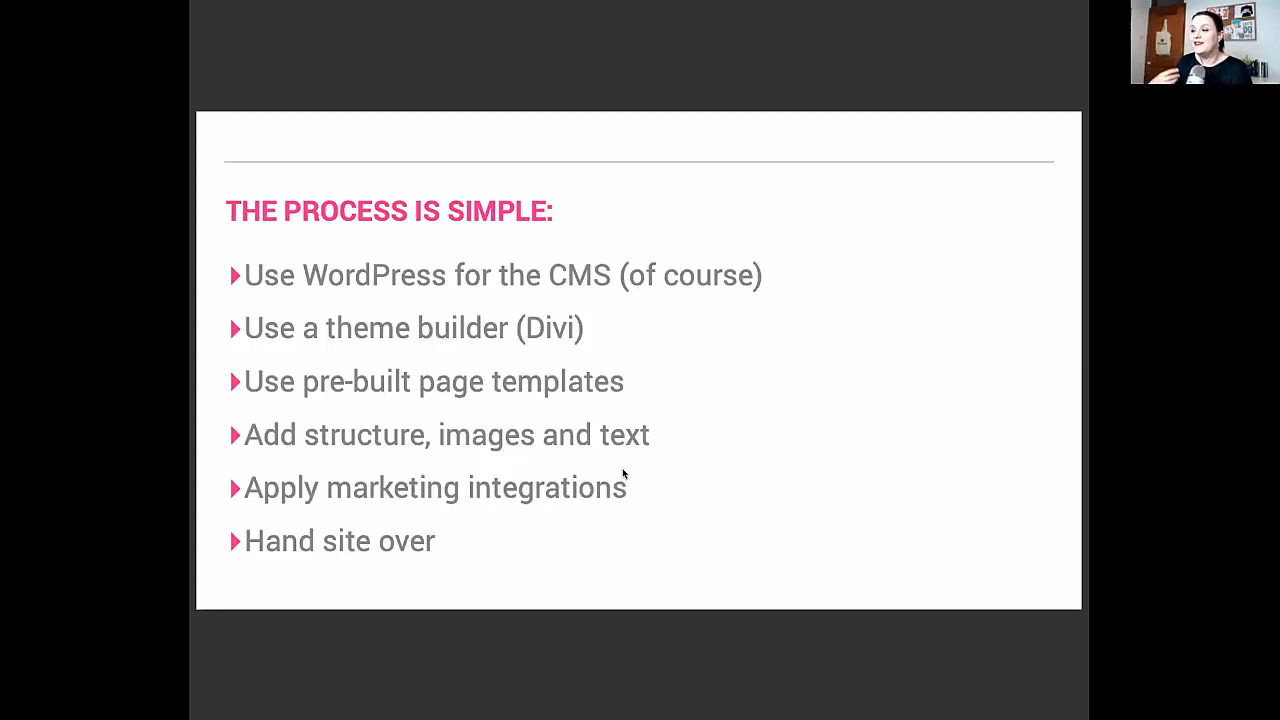 THE PROCESS IS SIMPLE:
Use WordPress for the CMS (of course)
Use a theme builder (Divi)
Use pre-built page templates
Add structure, images and text
Apply marketing integrations
Hand site over